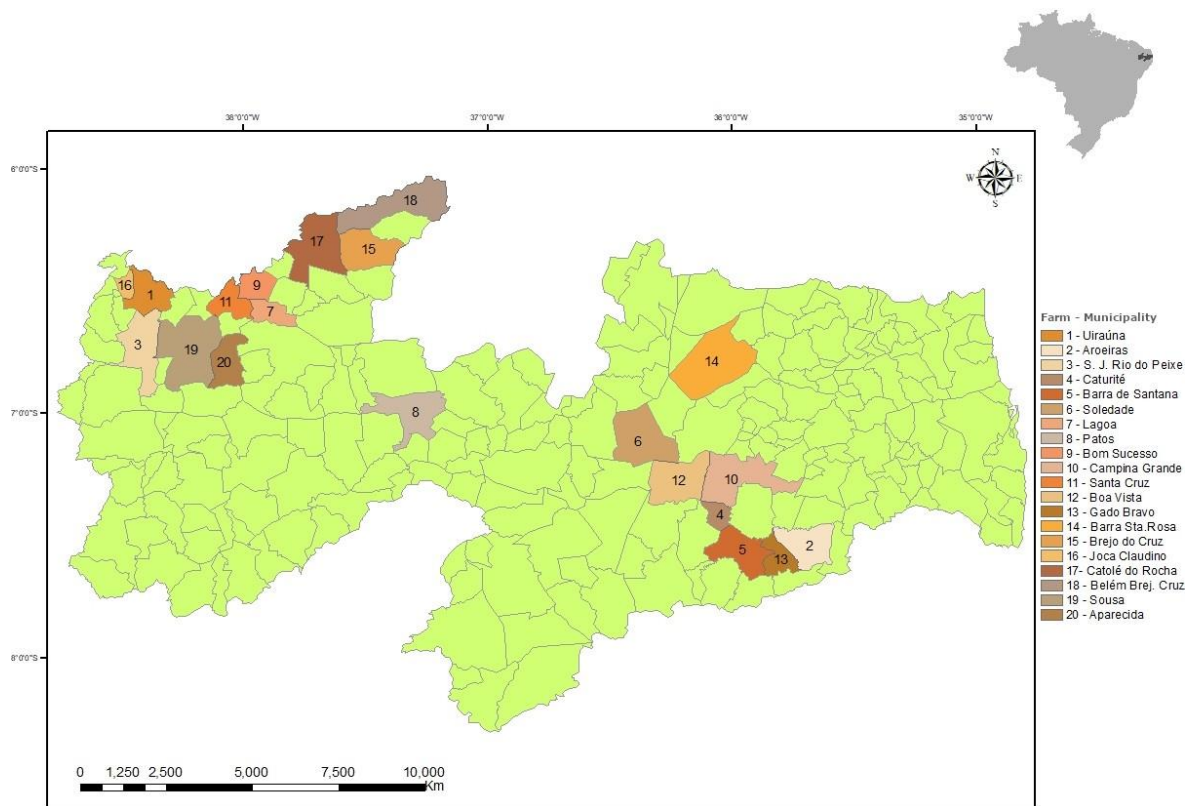 38°0'0"W 37°0'0"W 36°0'0"W 35°0'0"W
6°0'0"S
7°0'0"S
8°0'0"S
N
W E
S
18
17
15
16
1
9
11
7
3
19
20
14
8
6
12
10
4
5
13
2
Farm - Municipality
1 - Uiraúna
2 - Aroeiras
3 - S. J. Rio do Peixe
4 - Caturité
5 - Barra de Santana
6 - Soledade
7 - Lagoa
8 - Patos
9 - Bom Sucesso
10 - Campina Grande
11 - Santa Cruz
12 - Boa Vista
13 - Gado Bravo
14 - Barra Sta.Rosa
15 - Brejo do Cruz
16 - Joca Claudino
17- Catolé do Rocha
18 - Belém Brej. Cruz
19 - Sousa
20 - Aparecida
0 1,250 2,500 5,000 7,500 10,000
Km